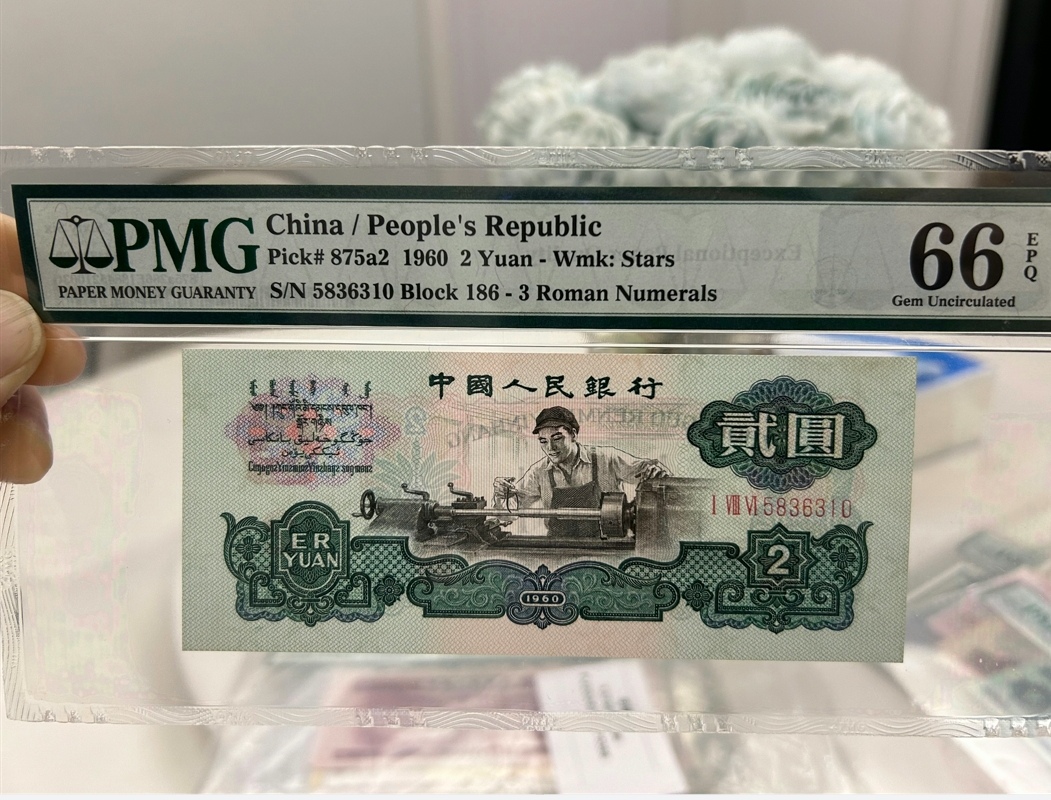 PMG
PAPER MONEY GUARANTY
China / People's Republic
Pick# 875a2 1960 2 Yuan - Wmk: Stars
S/N 5836310 Block 186 - 3 Roman Numerals
66
EPQ
Gem Uncirculated
中國人民銀行
貳圓
I VIII VI 5836310
ER
YUAN
2
1960